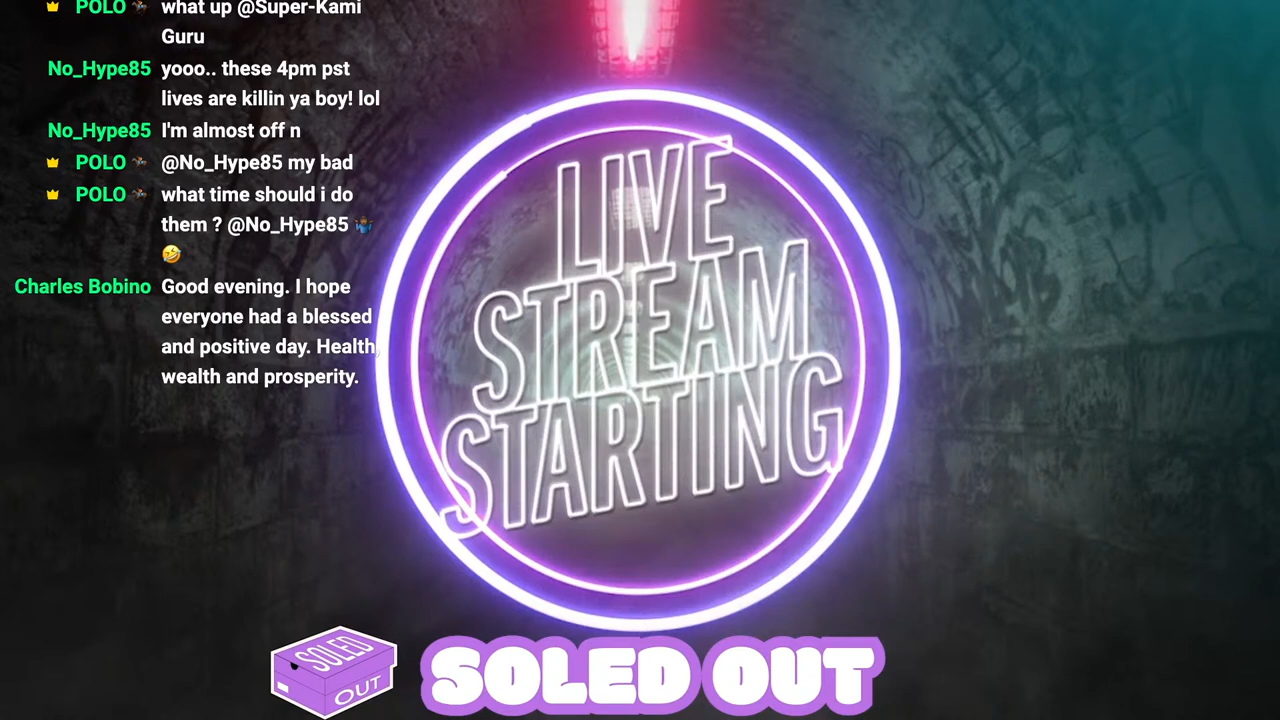 POLO what up @Super-Kami
Guru
No_Hype85 yooo.. these 4pm pst
lives are killin ya boy! lol
No_Hype85 I'm almost off n
POLO @No_Hype85 my bad
POLO what time should i do
them ? @No_Hype85 🤷🏾‍♂️
🤣
Charles Bobino Good evening. I hope
everyone had a blessed
and positive day. Health,
wealth and prosperity.
LIVE
STREAM
STARTING
SOLED
OUT
SOLED OUT